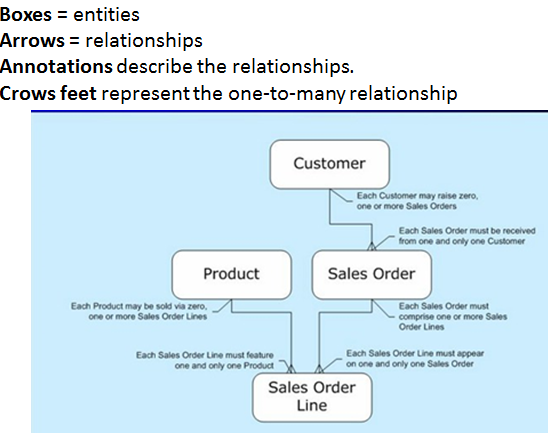 Boxes = entities
Arrows = relationships
Annotations describe the relationships.
Crows feet represent the one-to-many relationship
Customer
Each Customer may raise zero,
one or more Sales Orders
Each Sales Order must be received
from one and only one Customer
Product
Sales Order
Each Product may be sold via zero,
one or more Sales Order Lines
Each Sales Order must
comprise one or more Sales
Order Lines
Each Sales Order Line must feature
one and only one Product
Each Sales Order Line must appear
on one and only one Sales Order
Sales Order
Line